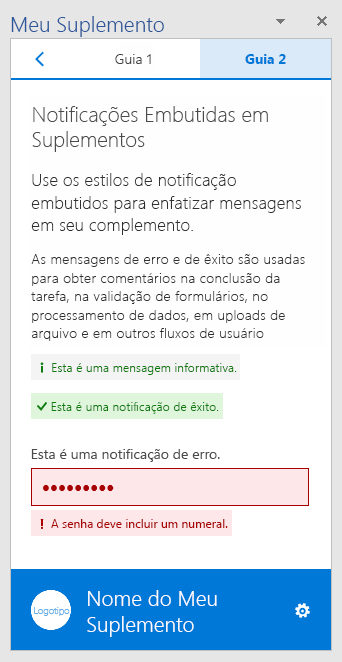 Meu Suplemento
Guia 1
Guia 2
Notificações Embutidas em
Suplementos
Use os estilos de notificação
embutidos para enfatizar mensagens
em seu complemento.
As mensagens de erro e de êxito são usadas
para obter comentários na conclusão da
tarefa, na validação de formulários, no
processamento de dados, em uploads de
arquivo e em outros fluxos de usuário
Esta é uma mensagem informativa.
Esta é uma notificação de êxito.
Esta é uma notificação de erro.
A senha deve incluir um numeral.
Logotipo
Nome do Meu
Suplemento